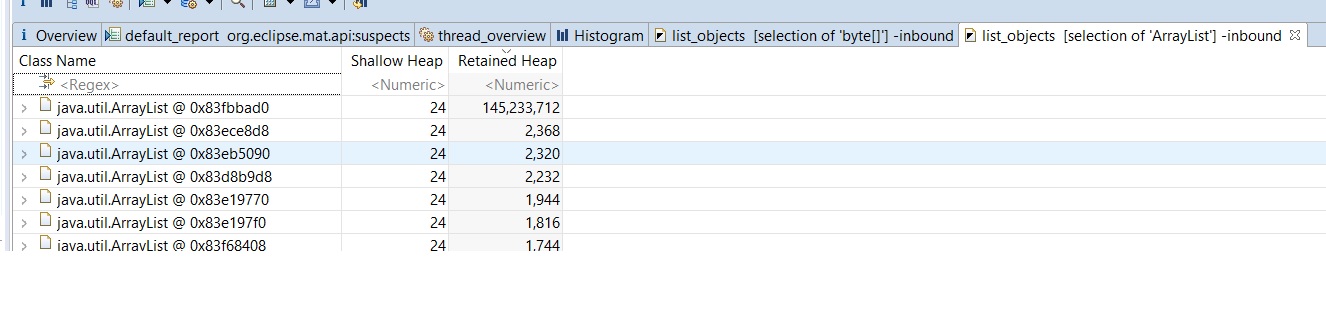 i Overview default_report org.eclipse.mat.api:suspects thread_overview Histogram list_objects [selection of 'byte[]'] -inbound list_objects [selection of 'ArrayList'] -inbound
Class Name Shallow Heap Retained Heap
<Regex> <Numeric> <Numeric>
java.util.ArrayList @ 0x83fbbad0 24 145,233,712
java.util.ArrayList @ 0x83ece8d8 24 2,368
java.util.ArrayList @ 0x83eb5090 24 2,320
java.util.ArrayList @ 0x83d8b9d8 24 2,232
java.util.ArrayList @ 0x83e19770 24 1,944
java.util.ArrayList @ 0x83e197f0 24 1,816
java.util.ArrayList @ 0x83f68408 24 1,744